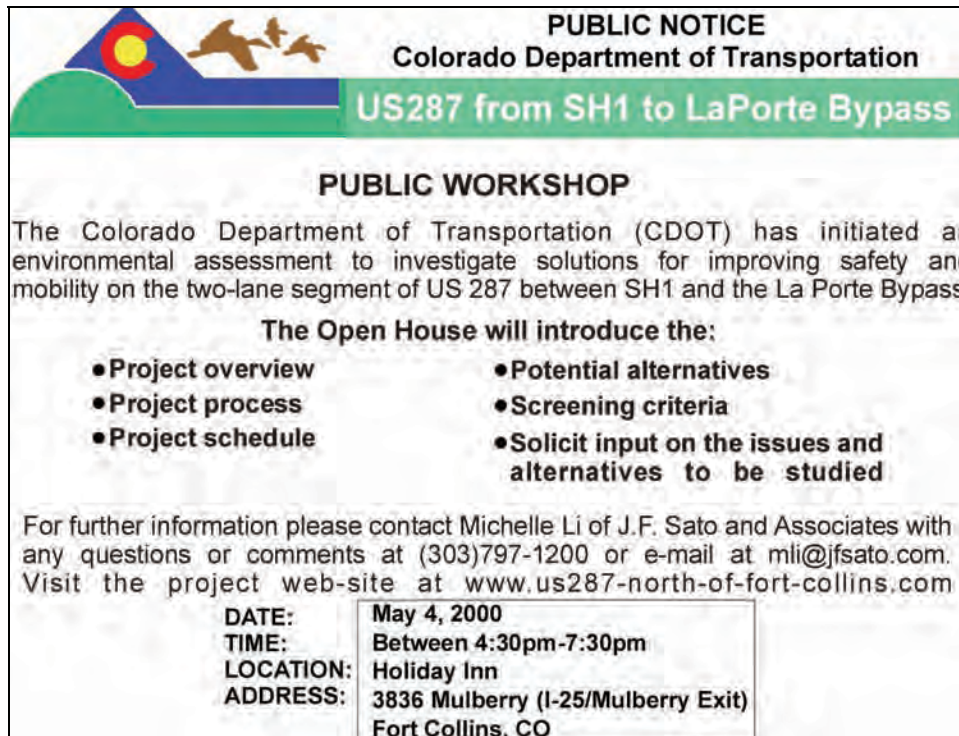 PUBLIC NOTICE
Colorado Department of Transportation
US287 from SH1 to LaPorte Bypass
PUBLIC WORKSHOP
The Colorado Department of Transportation (CDOT) has initiated a
environmental assessment to investigate solutions for improving safety an
mobility on the two-lane segment of US 287 between SH1 and the La Porte Bypass
The Open House will introduce the:
●Project overview
●Project process
●Project schedule
●Potential alternatives
●Screening criteria
●Solicit input on the issues and
alternatives to be studied
For further information please contact Michelle Li of J.F. Sato and Associates with
any questions or comments at (303)797-1200 or e-mail at mli@jfsato.com.
Visit the project web-site at www.us287-north-of-fort-collins.com
DATE: May 4, 2000
TIME: Between 4:30pm-7:30pm
LOCATION: Holiday Inn
ADDRESS: 3836 Mulberry (I-25/Mulberry Exit)
Fort Collins, CO